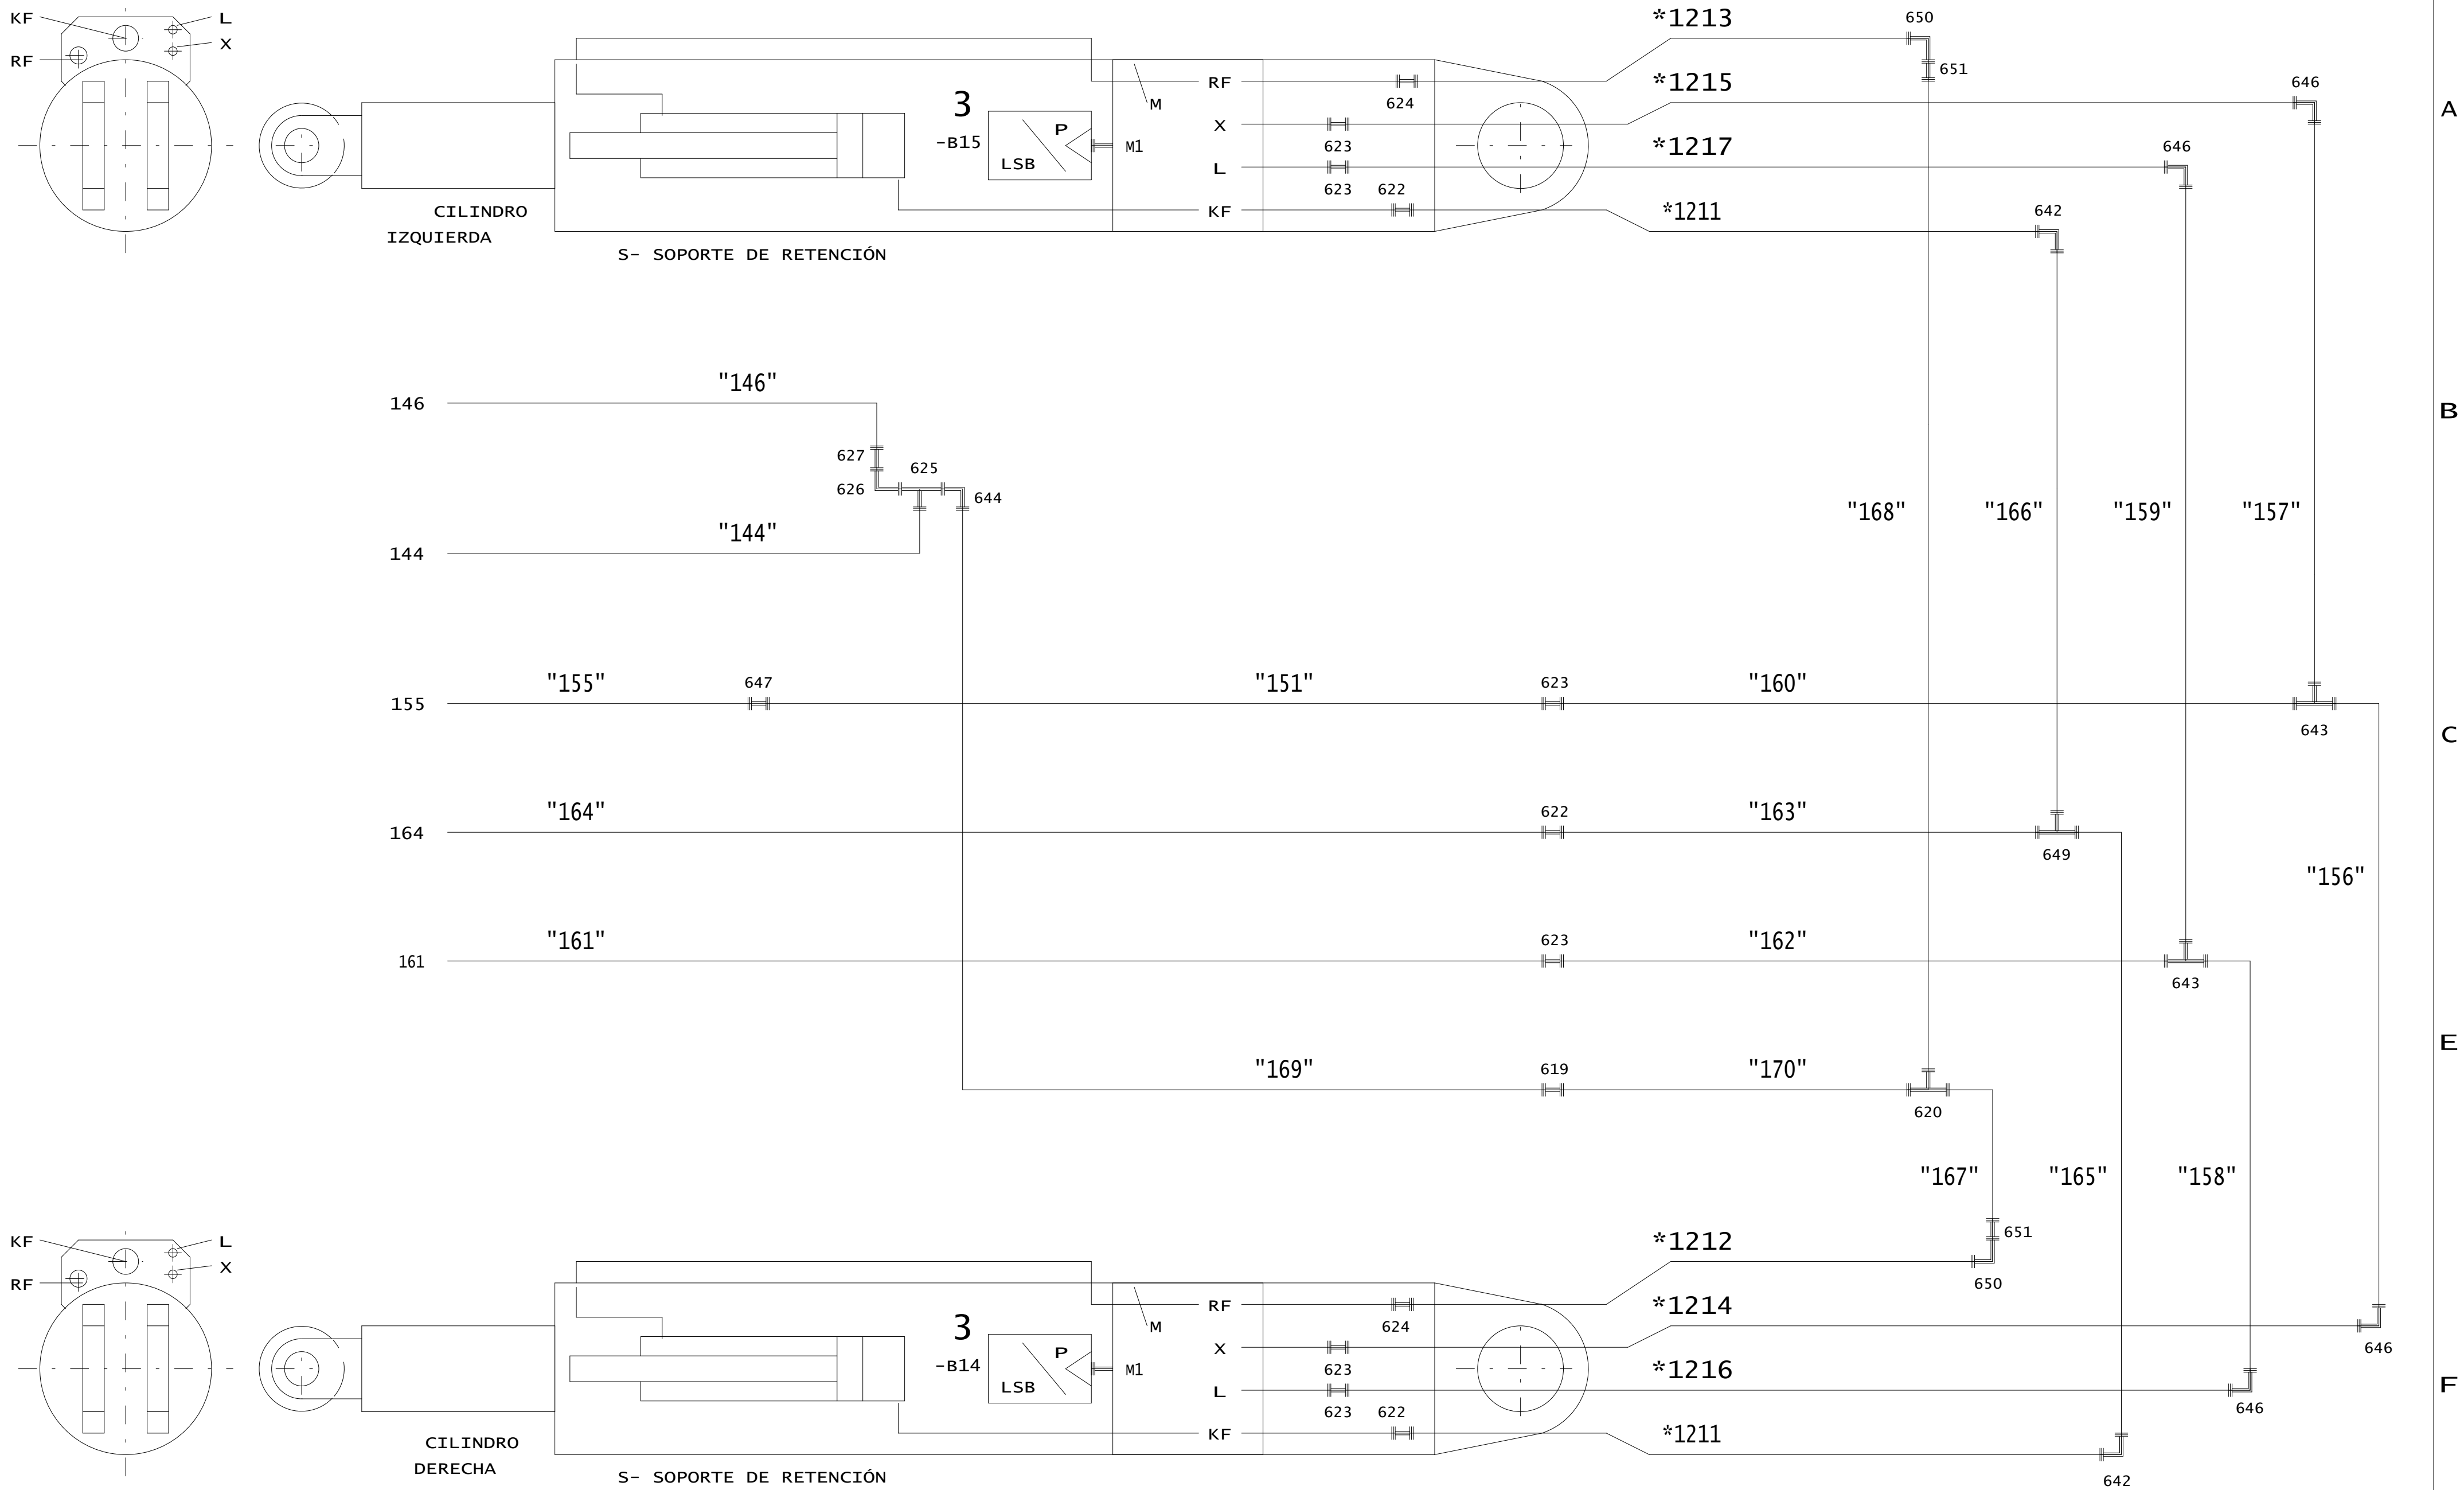 KF
L
X
RF
*1213
650
RF
624
651
*1215
646
A
3
M
-B15
P
X
LSB
M1
623
*1217
646
L
623
622
CILINDRO
IZQUIERDA
KF
*1211
642
S- SOPORTE DE RETENCIÓN
146
"146"
B
627
625
626
644
"168"
"166"
"159"
"157"
144
"144"
155
"155"
647
"151"
623
"160"
643
C
164
"164"
622
"163"
649
"156"
161
"161"
623
"162"
643
E
"169"
619
"170"
620
"167"
"165"
"158"
KF
L
X
RF
*1212
651
650
RF
624
*1214
646
3
M
-B14
P
X
LSB
M1
623
*1216
646
F
L
623
622
CILINDRO
DERECHA
KF
*1211
642
S- SOPORTE DE RETENCIÓN